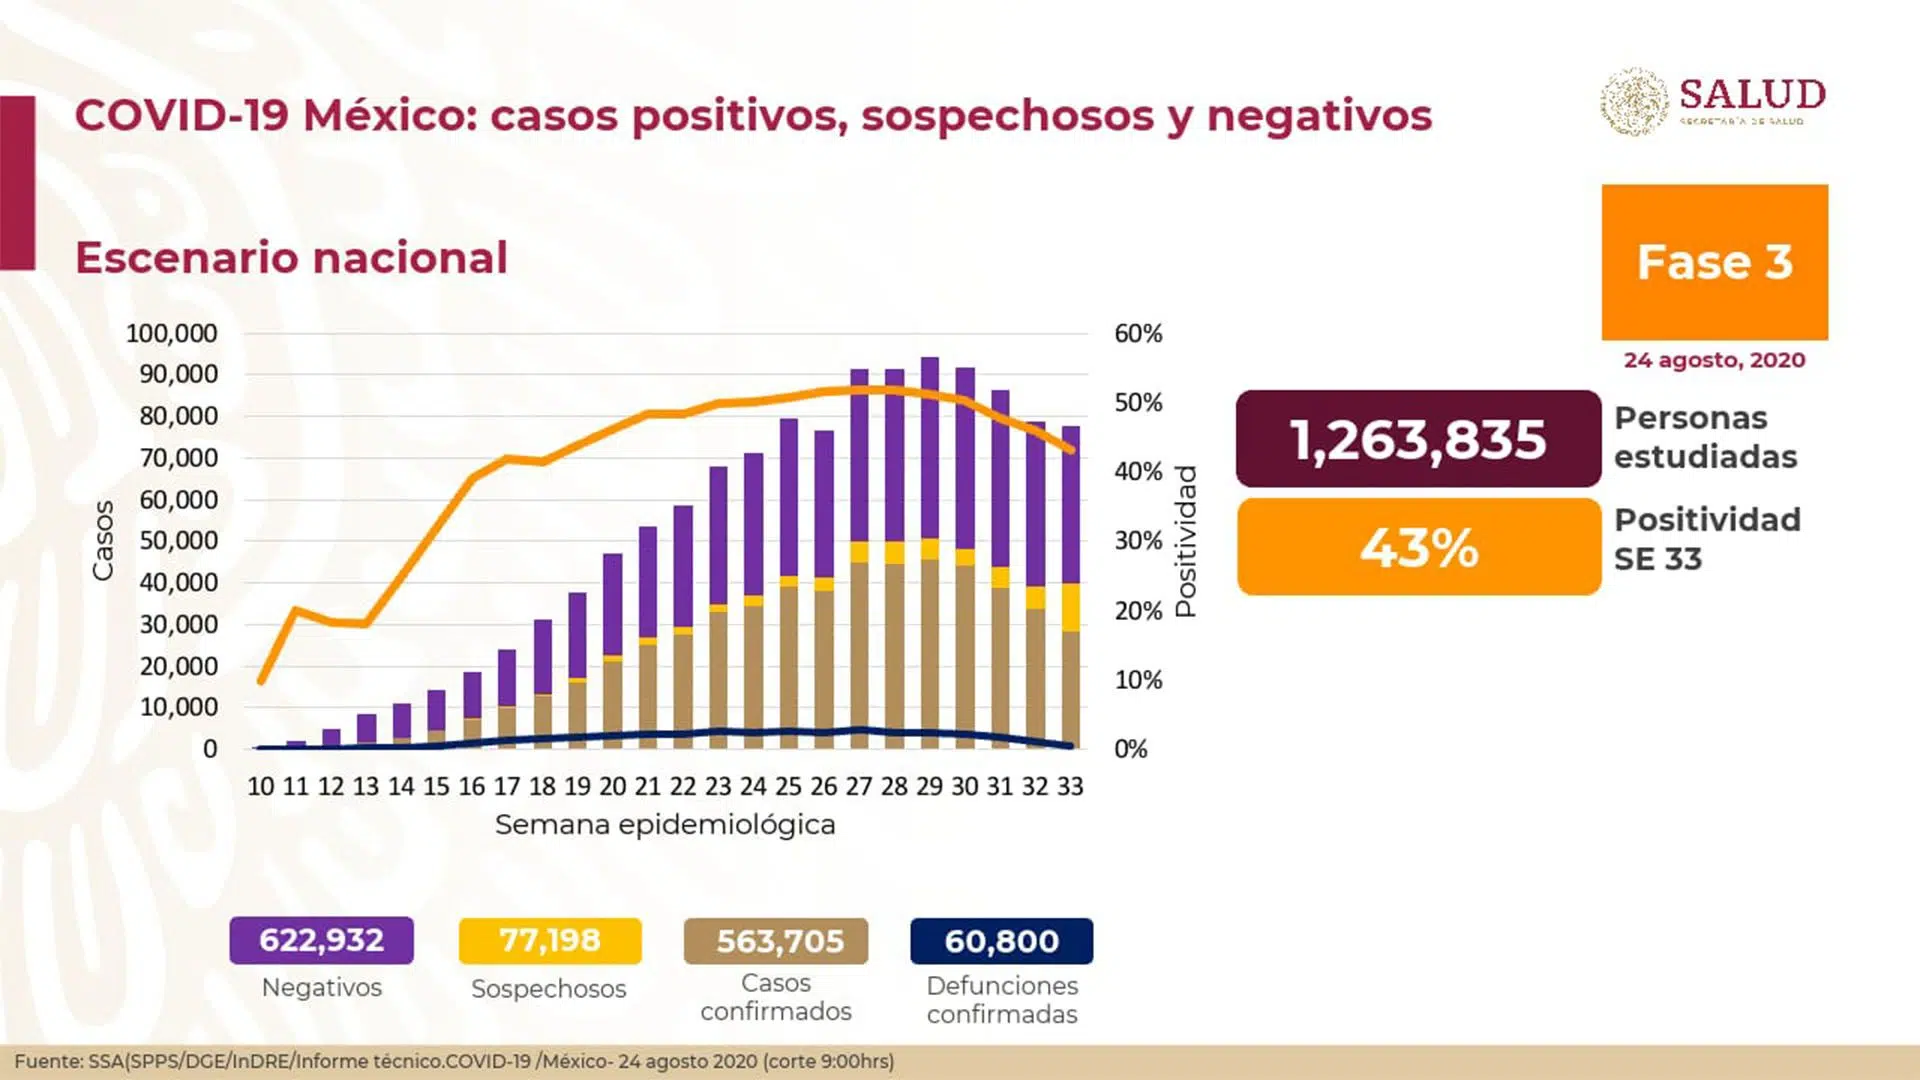 COVID-19 México: casos positivos, sospechosos y negativos
SALUD
SECRETARÍA DE SALUD
Escenario nacional
Fase 3
24 agosto, 2020
100,000
90,000
80,000
70,000
60,000
50,000
40,000
30,000
20,000
10,000
0
Casos
60%
50%
40%
30%
20%
10%
0%
Positividad
10 11 12 13 14 15 16 17 18 19 20 21 22 23 24 25 26 27 28 29 30 31 32 33
Semana epidemiológica
1,263,835
Personas
estudiadas
43%
Positividad
SE 33
622,932
Negativos
77,198
Sospechosos
563,705
Casos
confirmados
60,800
Defunciones
confirmadas
Fuente: SSA(SPPS/DGE/InDRE/Informe técnico.COVID-19 /México- 24 agosto 2020 (corte 9:00hrs)